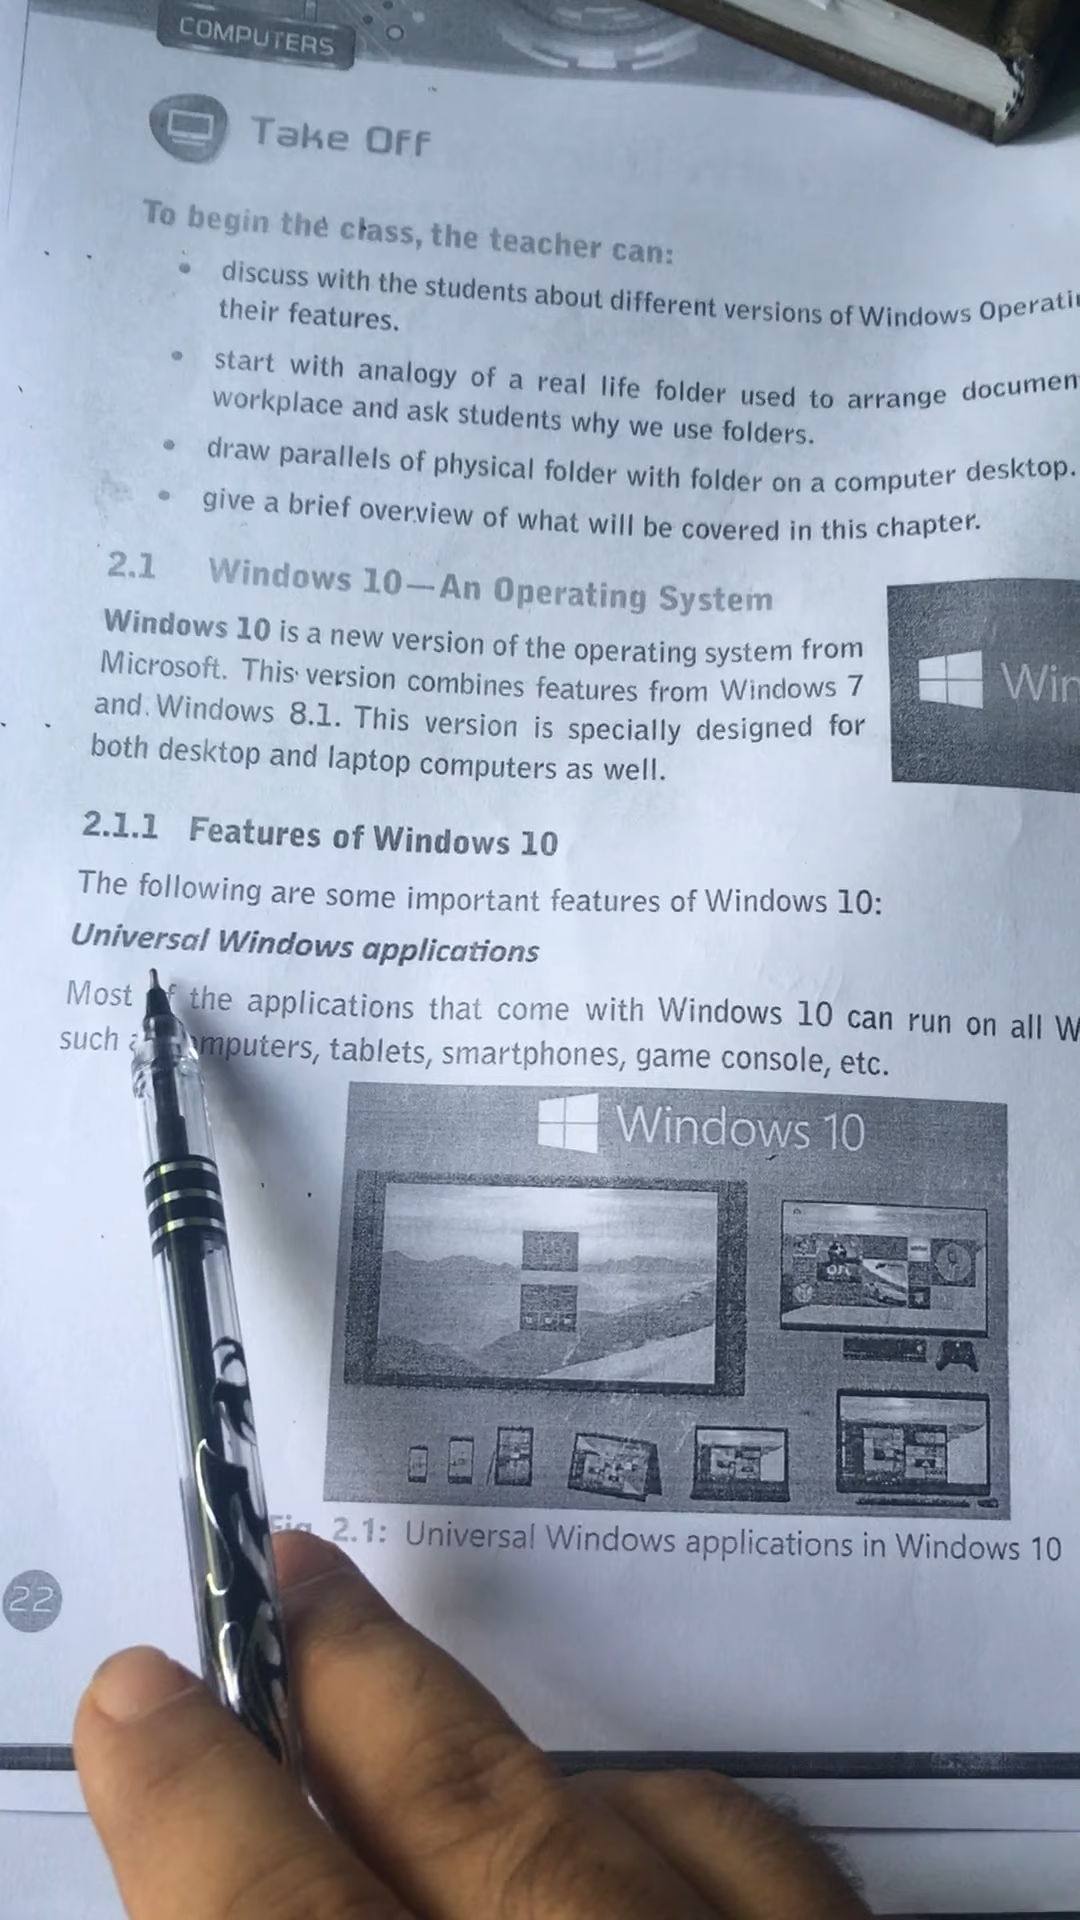 COMPUTERS
Take Off
To begin the class, the teacher can:
• discuss with the students about different versions of Windows
their features.
• start with analogy of a real life folder used to arrange
workplace and ask students why we use folders.
• draw parallels of physical folder with folder on a computer desktop.
• give a brief overview of what will be covered in this chapter.
2.1 Windows 10—An Operating System
Windows 10 is a new version of the operating system from
Microsoft. This version combines features from Windows 7
and Windows 8.1. This version is specially designed for
both desktop and laptop computers as well.
2.1.1 Features of Windows 10
The following are some important features of Windows 10:
Universal Windows applications
Most the applications that come with Windows 10 can run on all
such tablets, smartphones, game console, etc.
Windows 10
Fig. 2.1: Universal Windows applications in Windows 10
22